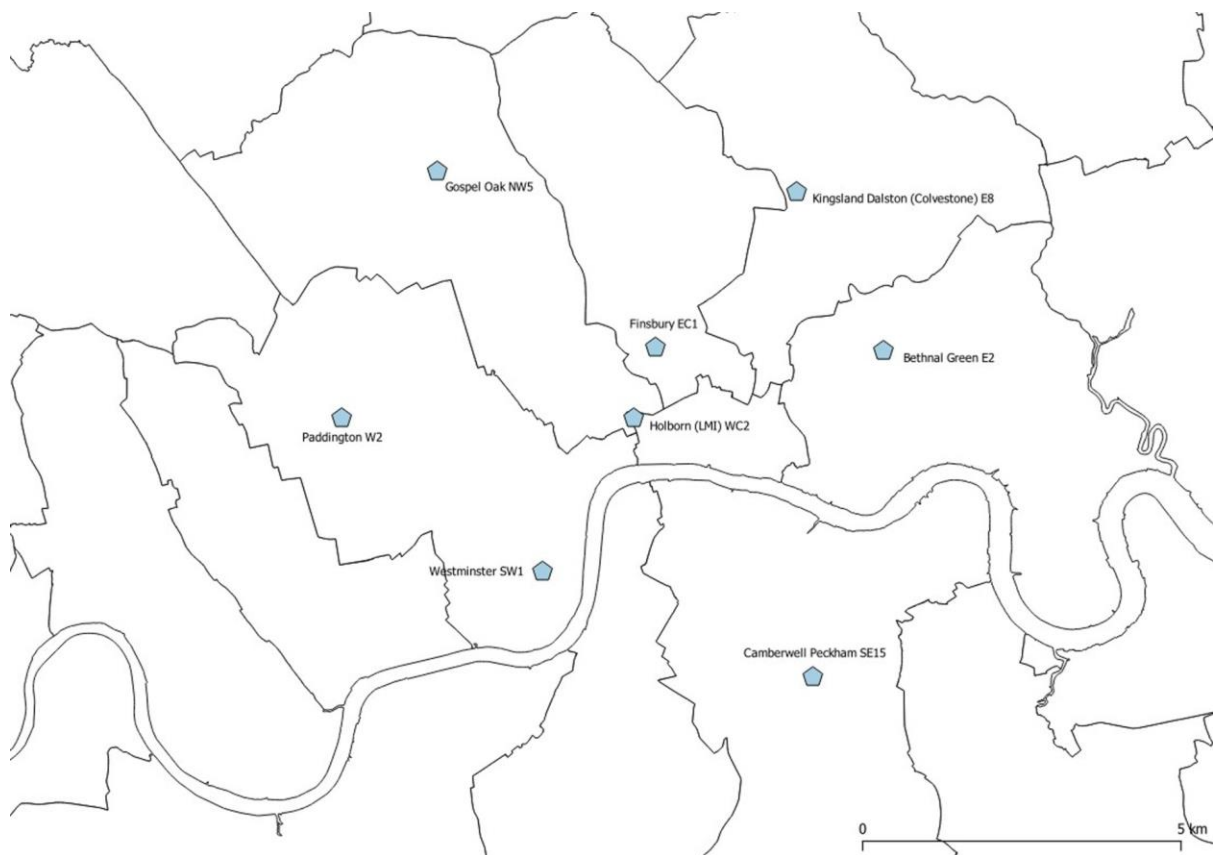 Gospel Oak NW5
Kingsland Dalston (Colvestone) E8
Finsbury EC1
Bethnal Green E2
Paddington W2
Holborn (LMI) WC2
Westminster SW1
Camberwell Peckham SE15
0 5 km